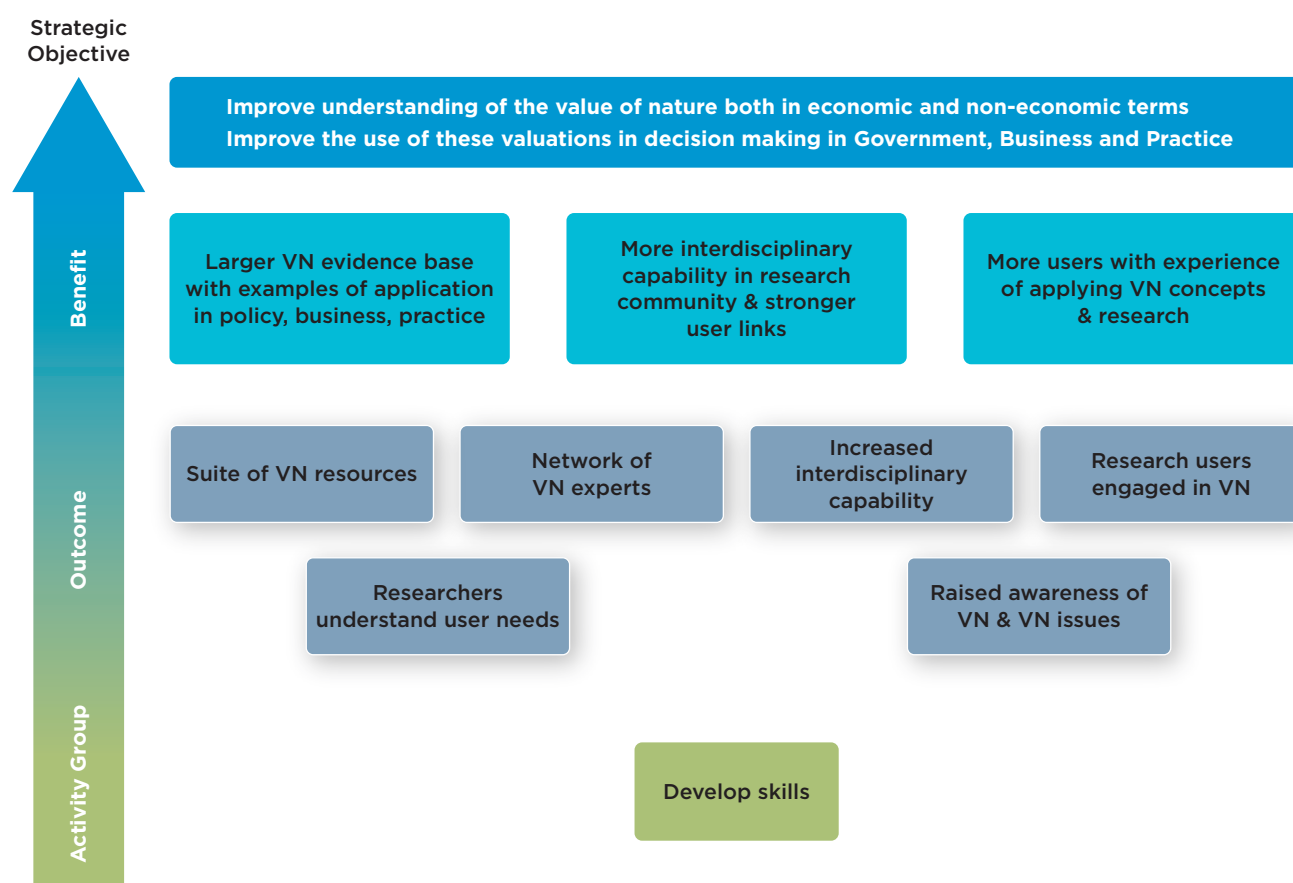 Strategic
Objective
Improve understanding of the value of nature both in economic and non-economic terms
Improve the use of these valuations in decision making in Government, Business and Practice
Benefit
Larger VN evidence base
with examples of application
in policy, business, practice
More interdisciplinary
capability in research
community & stronger
user links
More users with experience
of applying VN concepts
& research
Outcome
Suite of VN resources
Network of
VN experts
Increased
interdisciplinary
capability
Research users
engaged in VN
Researchers
understand user needs
Raised awareness of
VN & VN issues
Activity Group
Develop skills